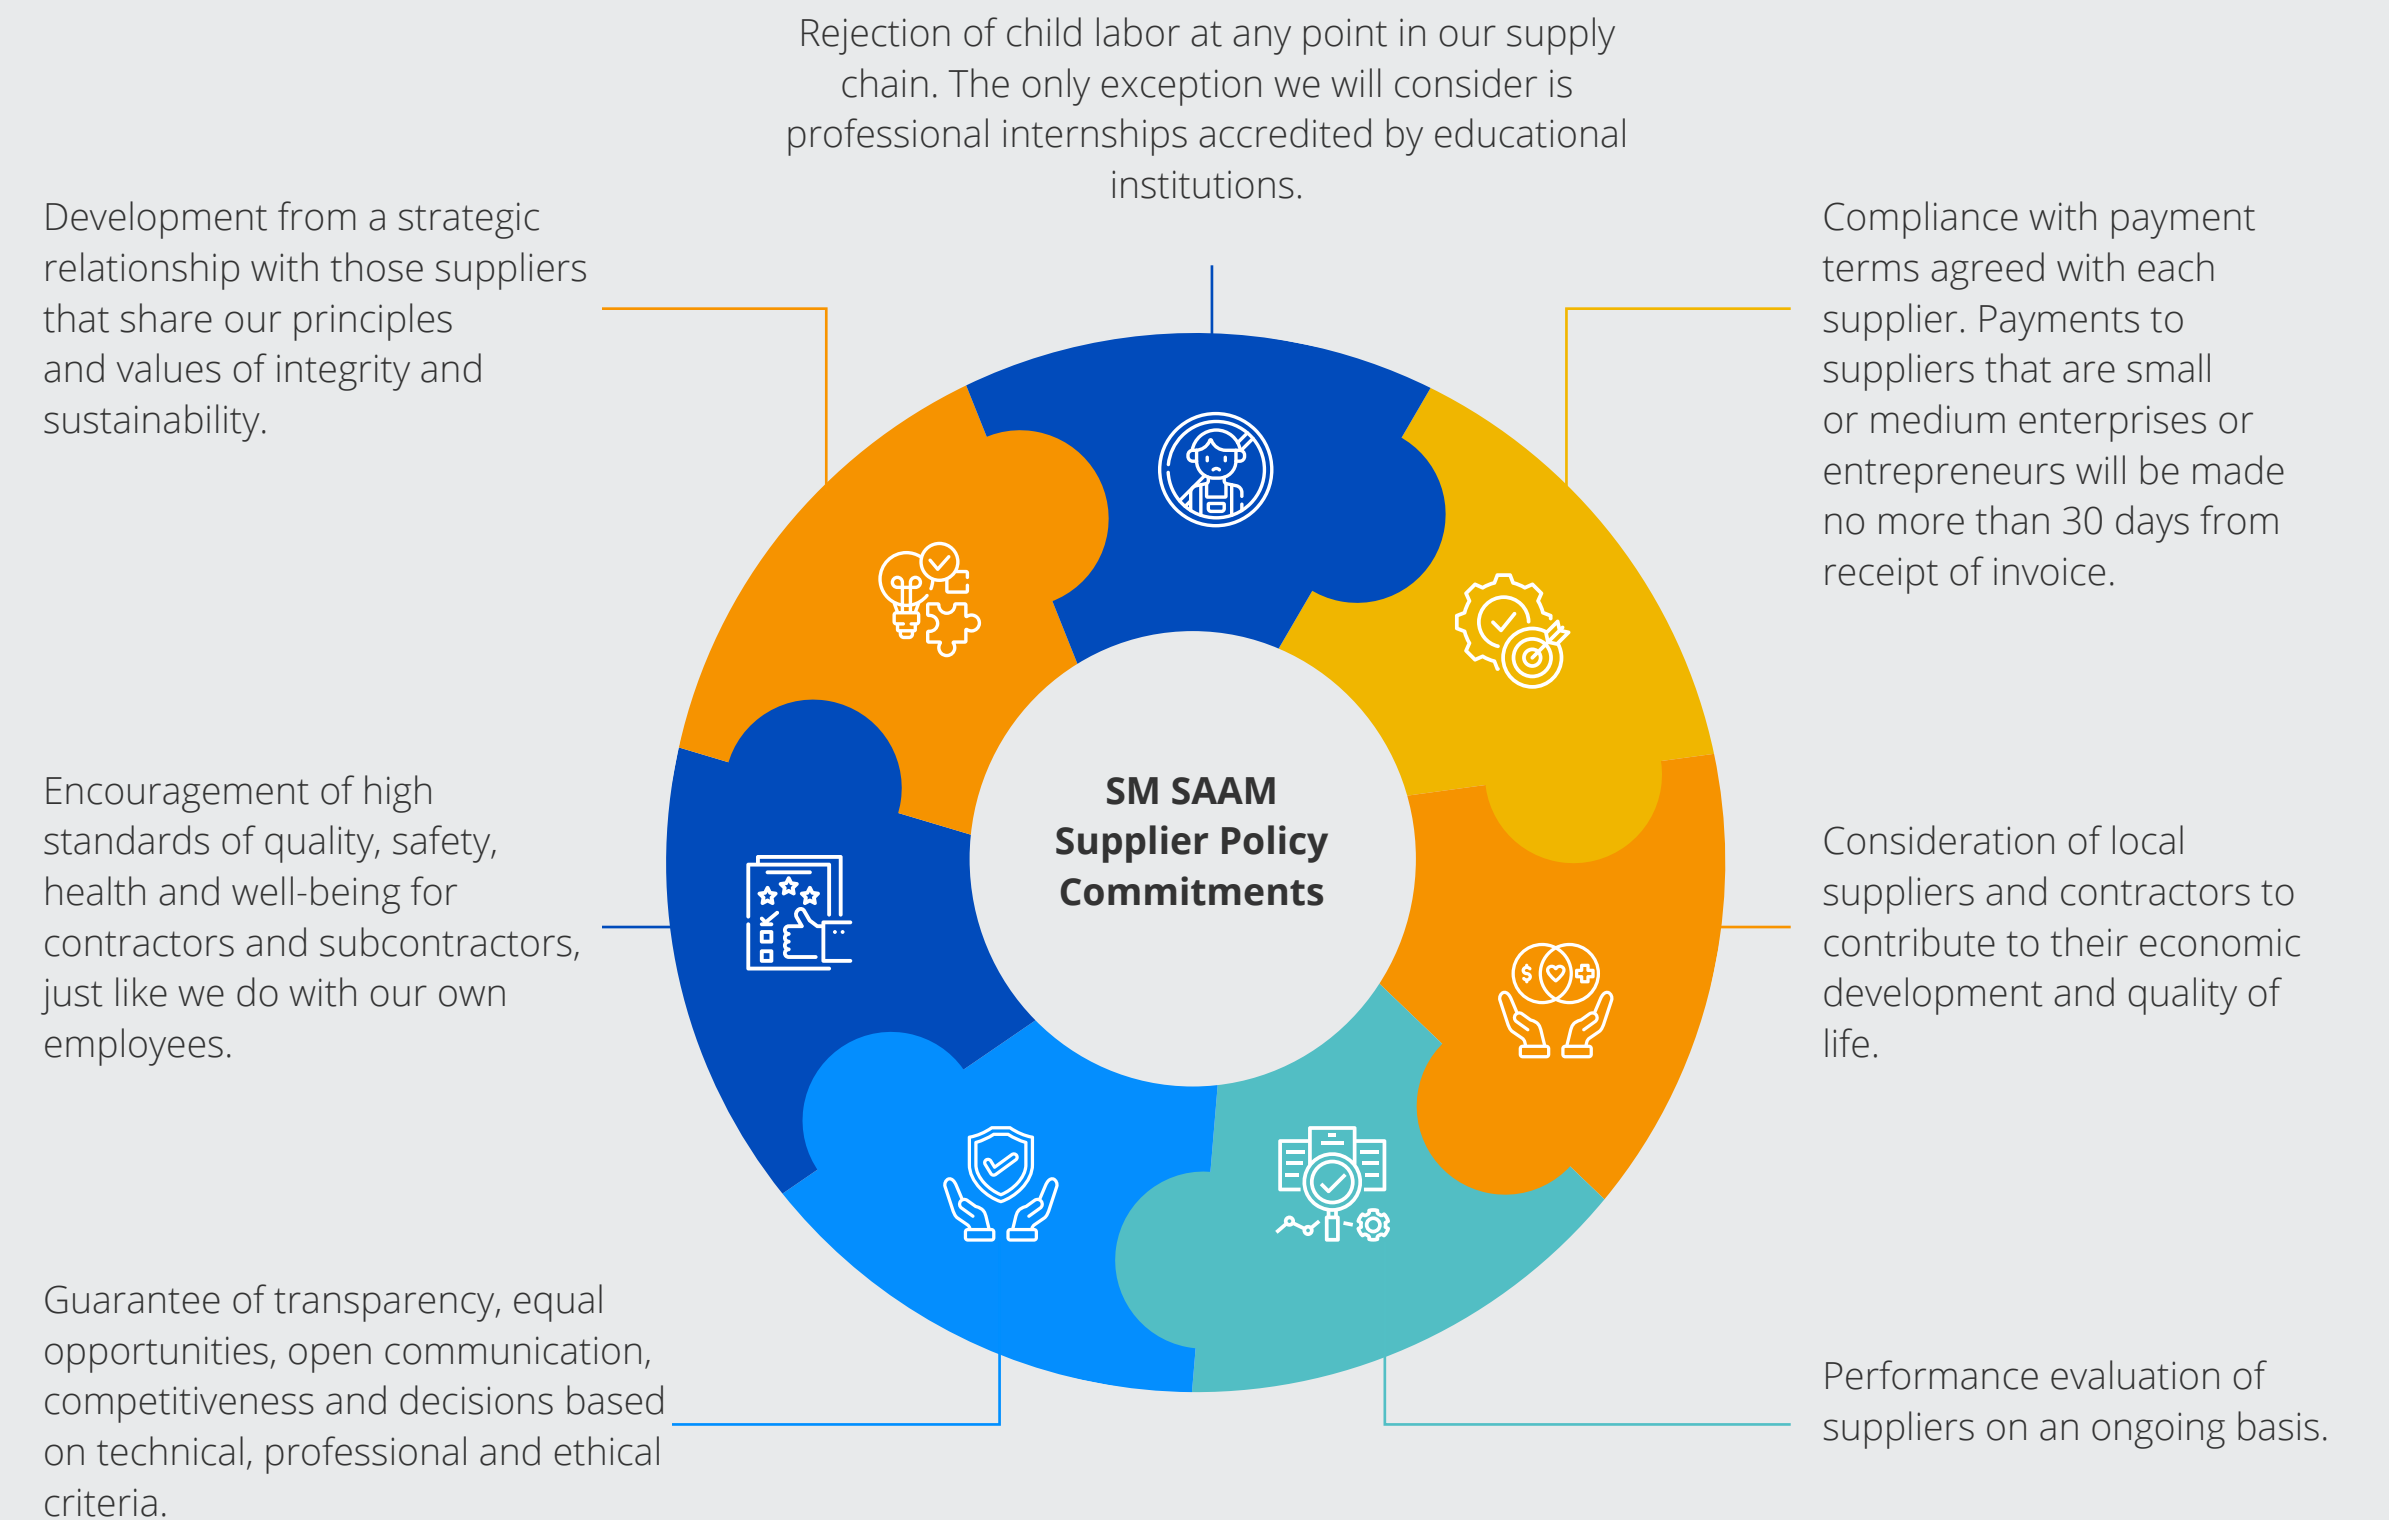 Rejection of child labor at any point in our supply
chain. The only exception we will consider is
professional internships accredited by educational
institutions.
Development from a strategic
relationship with those suppliers
that share our principles
and values of integrity and
sustainability.
Compliance with payment
terms agreed with each
supplier. Payments to
suppliers that are small
or medium enterprises or
entrepreneurs will be made
no more than 30 days from
receipt of invoice.
SM SAAM
Supplier Policy
Commitments
Encouragement of high
standards of quality, safety,
health and well-being for
contractors and subcontractors,
just like we do with our own
employees.
Consideration of local
suppliers and contractors to
contribute to their economic
development and quality of
life.
Guarantee of transparency, equal
opportunities, open communication,
competitiveness and decisions based
on technical, professional and ethical
criteria.
Performance evaluation of
suppliers on an ongoing basis.